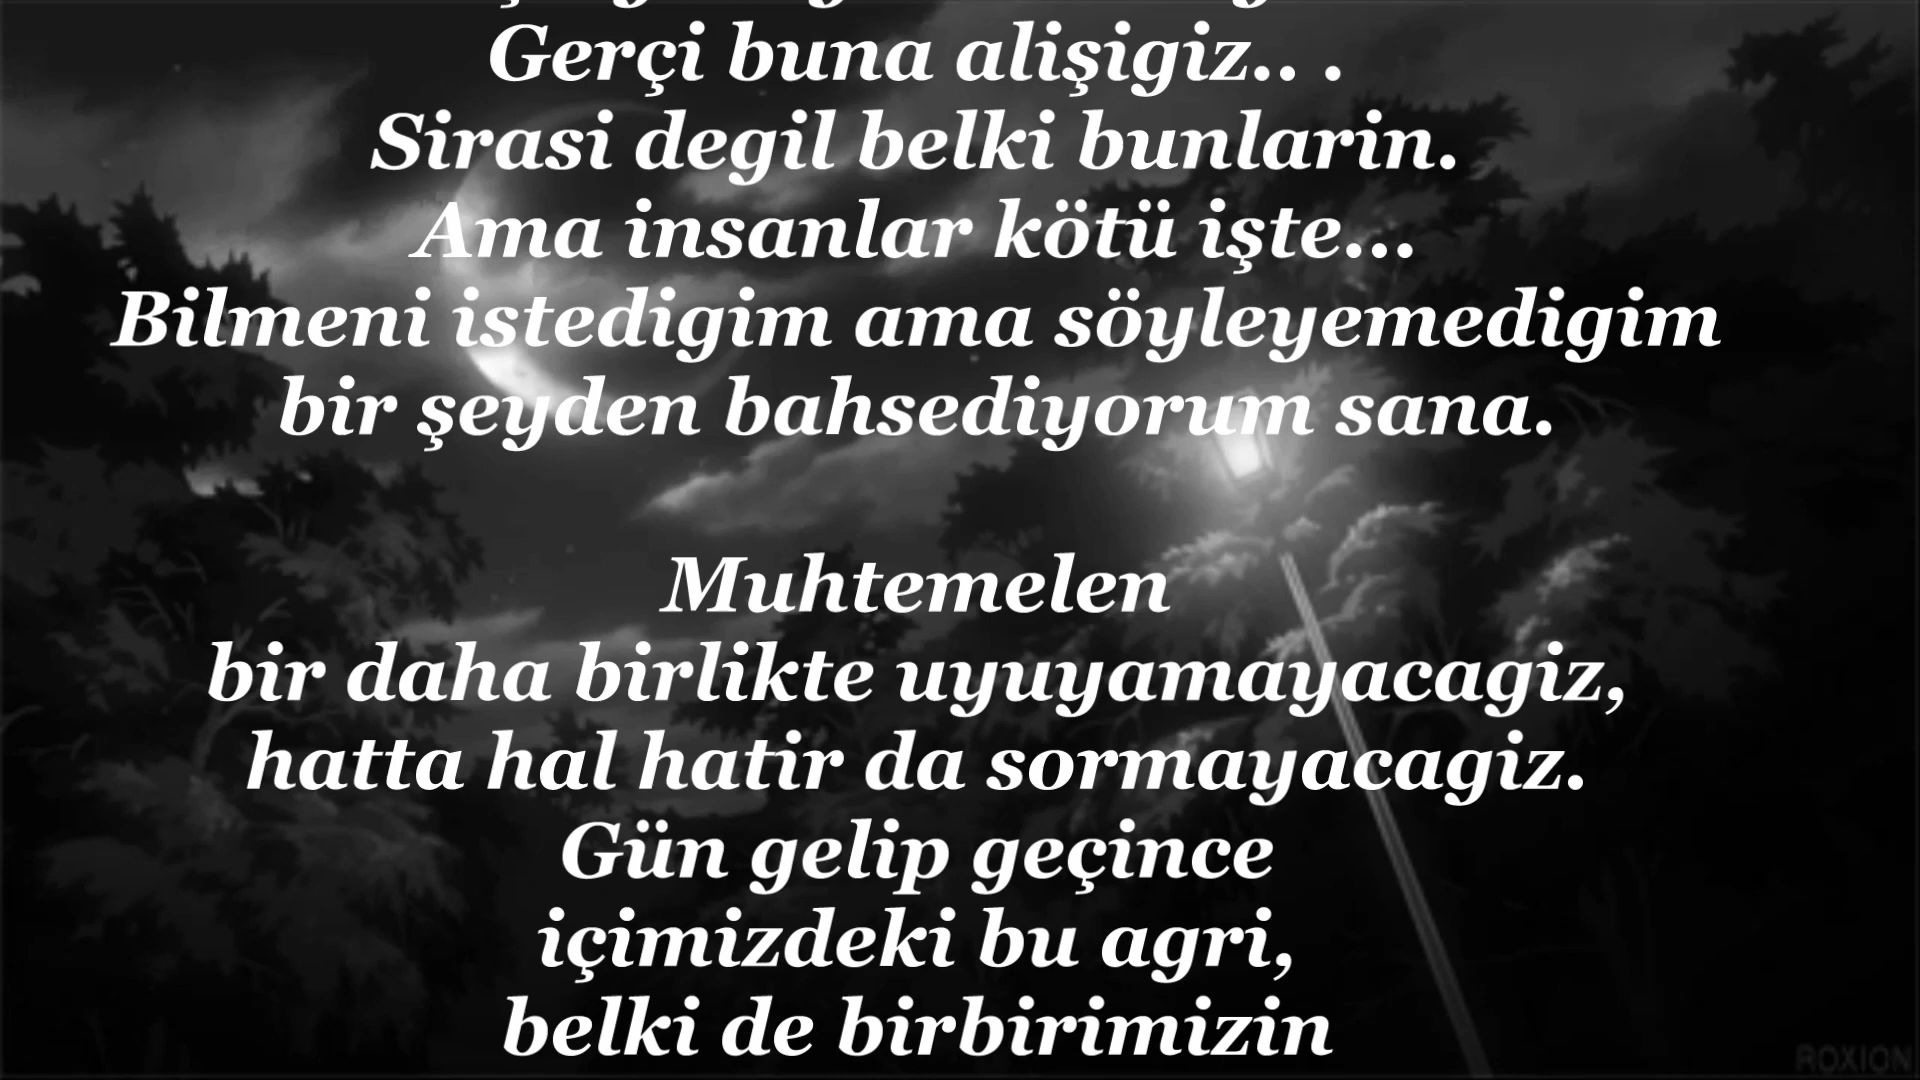 Gerçi buna alişigiz.. .
Sirasi degil belki bunlarin.
Ama insanlar kötü işte...
Bilmeni istedigim ama söyleyemedigim
bir şeyden bahsediyorum sana.
Muhtemelen
bir daha birlikte uyuyamayacagiz,
hatta hal hatir da sormayacagiz.
Gün gelip geçince
içimizdeki bu agri,
belki de birbirimizin
ROXION